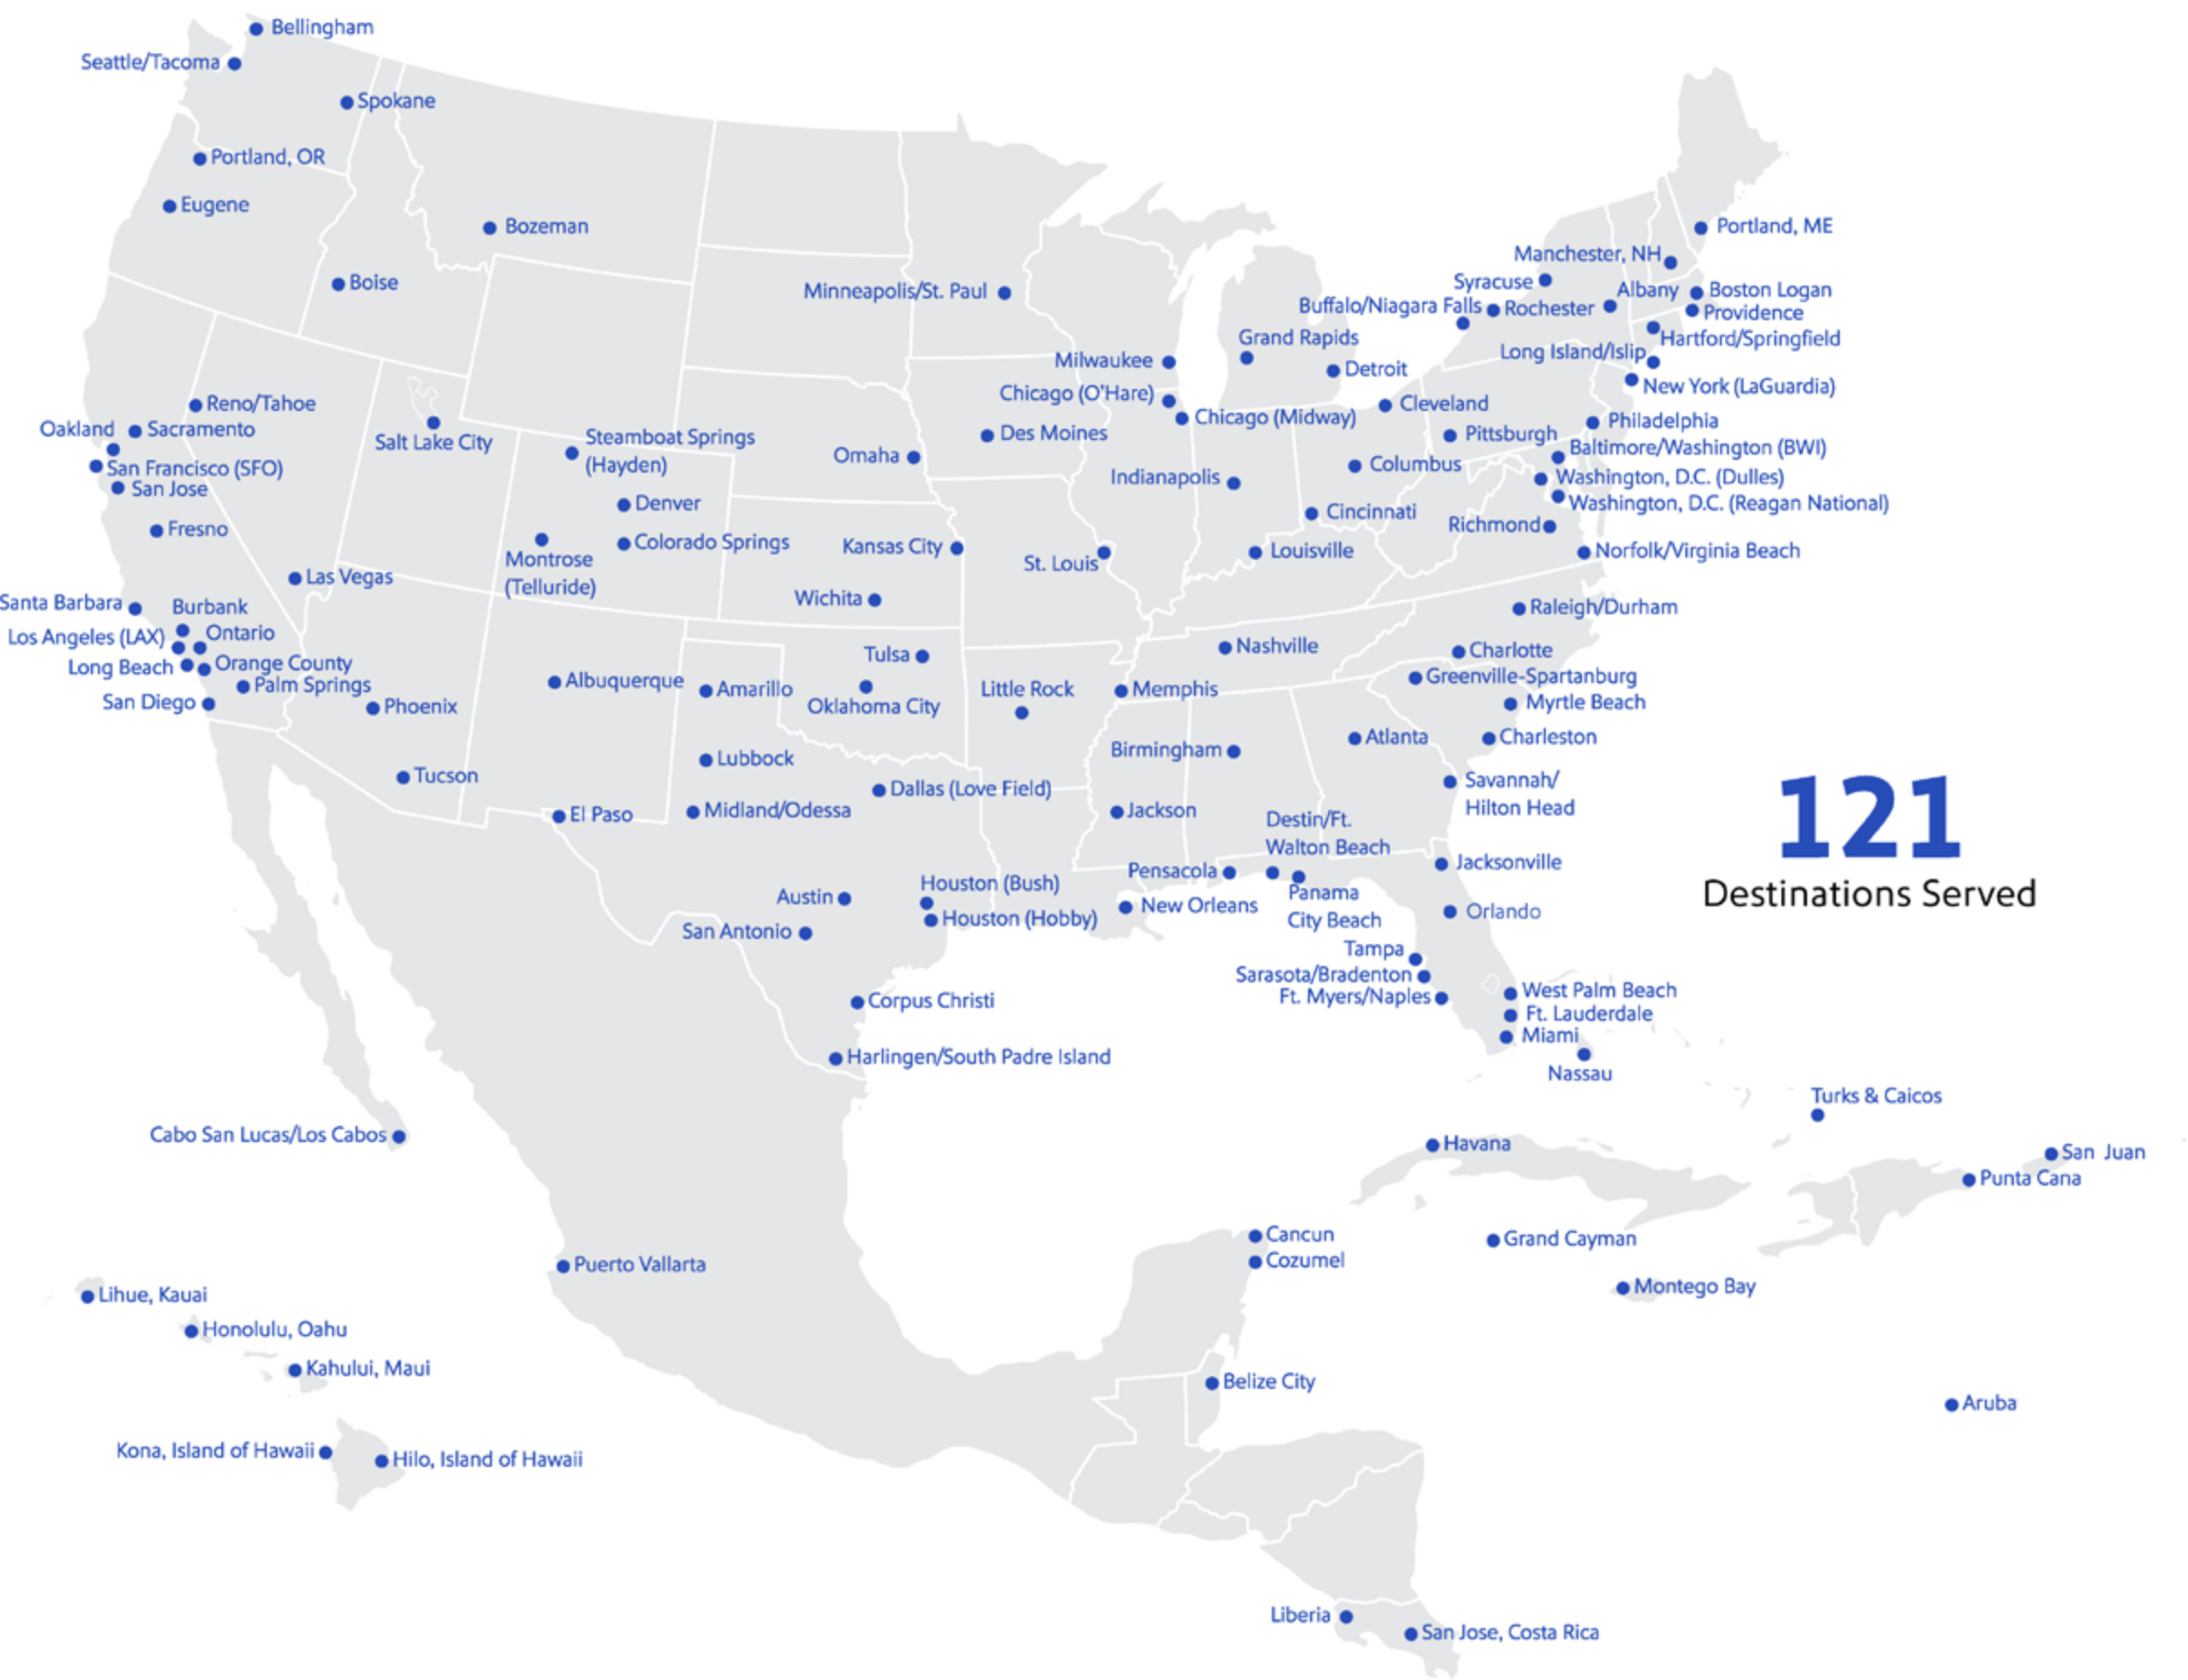 Bellingham
Seattle/Tacoma
Spokane
Portland, OR
Eugene
Bozeman
Boise
Portland, ME
Manchester, NH
Syracuse
Albany
Boston Logan
Minneapolis/St. Paul
Buffalo/Niagara Falls
Rochester
Providence
Grand Rapids
Hartford/Springfield
Long Island/Islip
Milwaukee
Detroit
New York (LaGuardia)
Chicago (O'Hare)
Reno/Tahoe
Cleveland
Chicago (Midway)
Philadelphia
Oakland
Sacramento
Salt Lake City
Steamboat Springs
(Hayden)
Des Moines
Pittsburgh
Baltimore/Washington (BWI)
Omaha
San Francisco (SFO)
Columbus
Indianapolis
Washington, D.C. (Dulles)
San Jose
Denver
Washington, D.C. (Reagan National)
Cincinnati
Richmond
Fresno
Colorado Springs
Kansas City
Montrose
(Telluride)
St. Louis
Louisville
Norfolk/Virginia Beach
Las Vegas
Santa Barbara
Burbank
Wichita
Raleigh/Durham
Los Angeles (LAX)
Ontario
Nashville
Charlotte
Tulsa
Long Beach
Orange County
Palm Springs
Albuquerque
Amarillo
Oklahoma City
Little Rock
Memphis
Greenville-Spartanburg
San Diego
Phoenix
Myrtle Beach
Birmingham
Atlanta
Charleston
Lubbock
Tucson
Dallas (Love Field)
Savannah/
Hilton Head
121
Destinations Served
El Paso
Midland/Odessa
Jackson
Destin/Ft.
Walton Beach
Jacksonville
Pensacola
Panama
City Beach
Houston (Bush)
Austin
Houston (Hobby)
New Orleans
Orlando
San Antonio
Tampa
Sarasota/Bradenton
Ft. Myers/Naples
West Palm Beach
Ft. Lauderdale
Miami
Corpus Christi
Harlingen/South Padre Island
Nassau
Turks & Caicos
Cabo San Lucas/Los Cabos
Havana
San Juan
Punta Cana
Cancun
Grand Cayman
Cozumel
Puerto Vallarta
Montego Bay
Lihue, Kauai
Honolulu, Oahu
Kahului, Maui
Belize City
Aruba
Kona, Island of Hawaii
Hilo, Island of Hawaii
Liberia
San Jose, Costa Rica